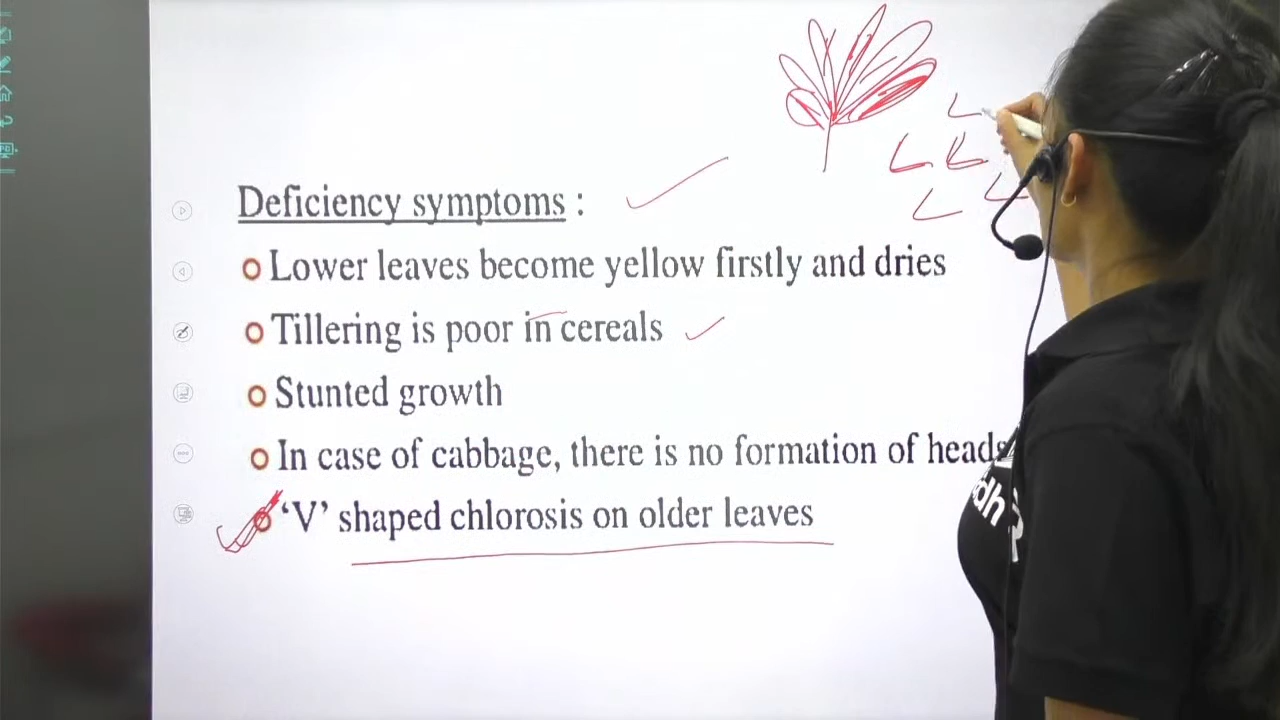 Deficiency symptoms :
Lower leaves become yellow firstly and dries
Tillering is poor in cereals
Stunted growth
In case of cabbage, there is no formation of heads
‘V’ shaped chlorosis on older leaves